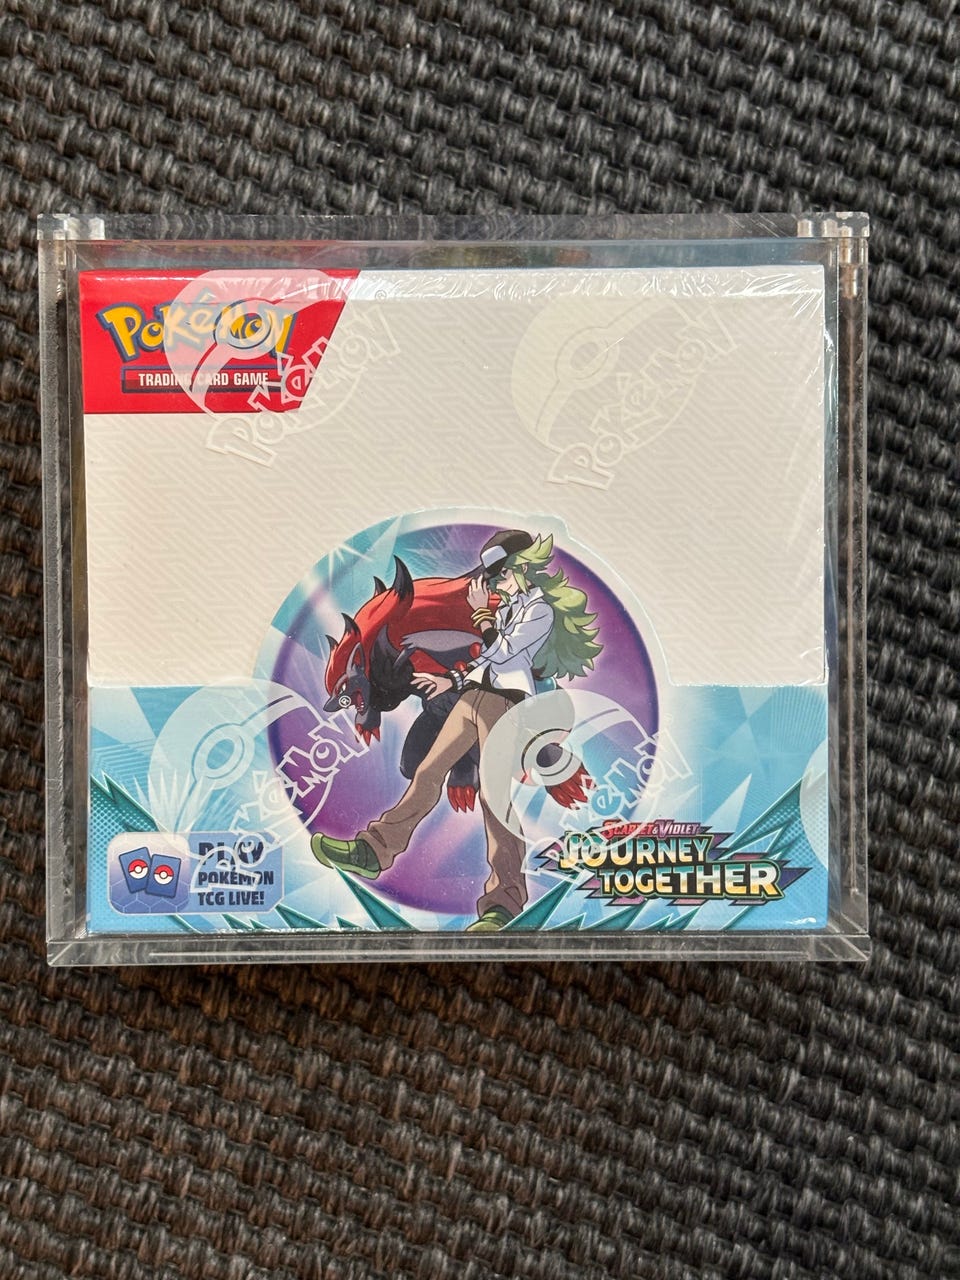 POKéMON
TRADING CARD GAME
POKéMON
POKéMON
POKéMON
POKéMON
PLAY
POKÉMON
TCG LIVE!
SCARLET & VIOLET
JOURNEY
TOGETHER